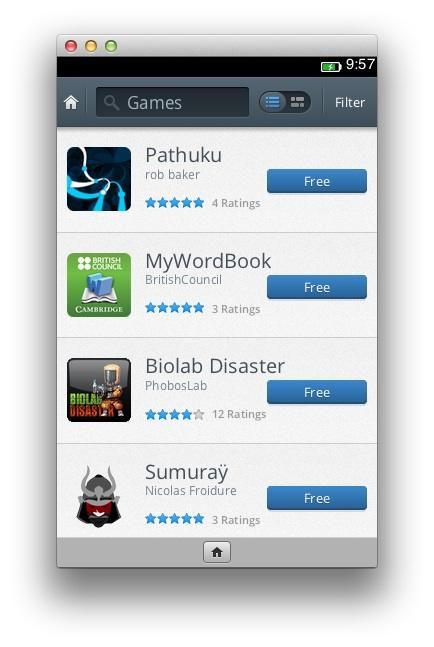 9:57
Games
Filter
Pathuku
rob baker
Free
4 Ratings
BRITISH
COUNCIL
CAMBRIDGE
MyWordBook
BritishCouncil
Free
3 Ratings
BIOLAB
DISASTER
Biolab Disaster
PhobosLab
Free
12 Ratings
Sumuraÿ
Nicolas Froidure
Free
3 Ratings